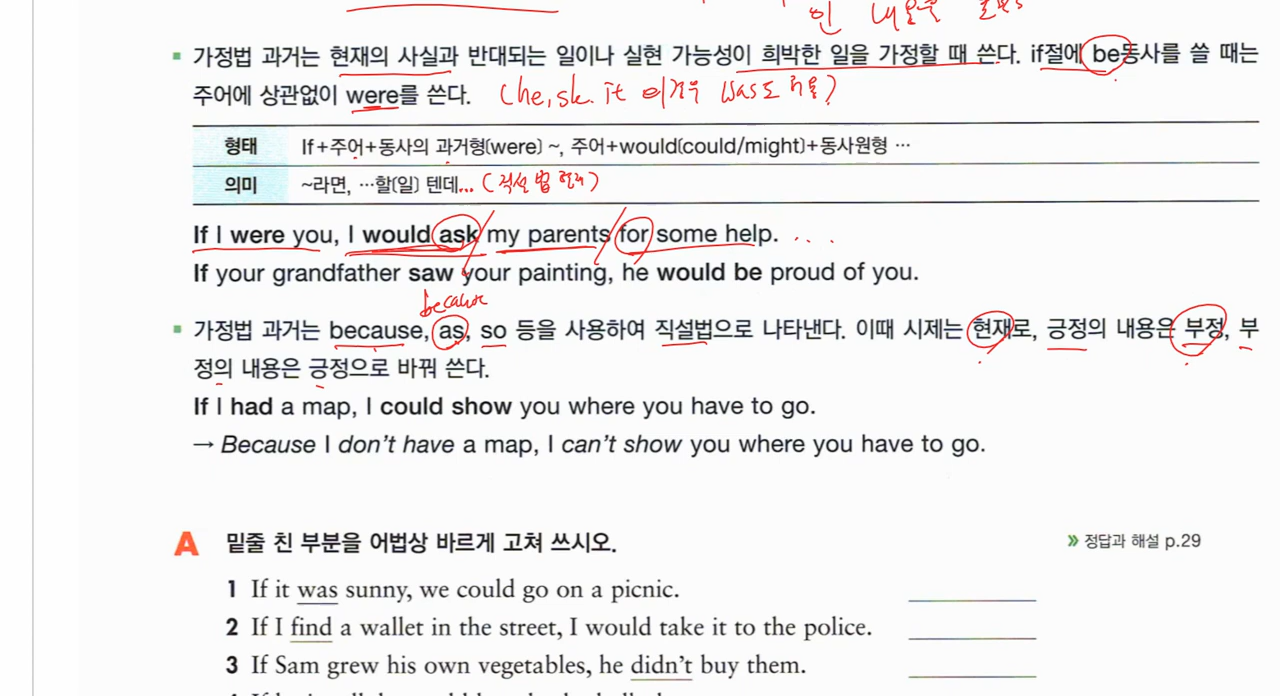 인 내용을
가정법 과거는 현재의 사실과 반대되는 일이나 실현 가능성이 희박한 일을 가정할 때 쓴다. if절에 be동사를 쓸 때는
주어에 상관없이 were를 쓴다. (he, she. it 이경우 was도 허용)
형태 If+주어+동사의 과거형(were) ~, 주어+would(could/might)+동사원형 …
의미 ~라면, …할(일) 텐데... (직설법 현재)
If I were you, I would ask / my parents / for some help. ....
If your grandfather saw your painting, he would be proud of you.
because
가정법 과거는 because, as, so 등을 사용하여 직설법으로 나타낸다. 이때 시제는 현재로, 긍정의 내용은 부정, 부
정의 내용은 긍정으로 바꿔 쓴다.
If I had a map, I could show you where you have to go.
→ Because I don't have a map, I can't show you where you have to go.
A 밑줄 친 부분을 어법상 바르게 고쳐 쓰시오.
» 정답과 해설 p.29
1 If it was sunny, we could go on a picnic.
2 If I find a wallet in the street, I would take it to the police.
3 If Sam grew his own vegetables, he didn't buy them.